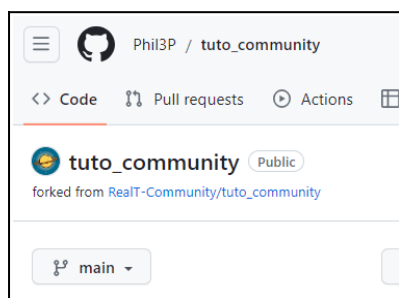 Phil3P / tuto_community
Code Pull requests Actions
tuto_community Public
forked from RealT-Community/tuto_community
main